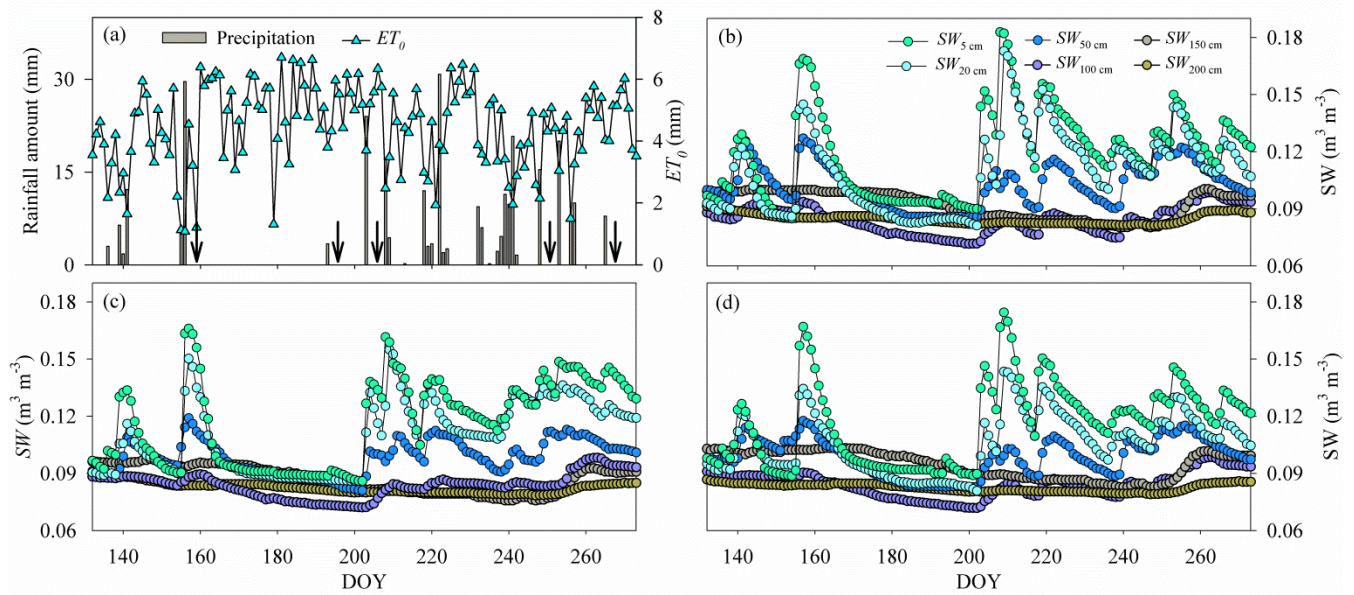 (a)
Precipitation
ET0
Rainfall amount (mm)
0
15
30
0
2
4
6
8
ET0 (mm)
(b)
SW5 cm
SW50 cm
SW150 cm
SW20 cm
SW100 cm
SW200 cm
0.18
0.15
0.12
0.09
0.06
SW (m3 m-3)
(c)
0.18
0.15
0.12
0.09
0.06
SW (m3 m-3)
140 160 180 200 220 240 260
DOY
(d)
0.18
0.15
0.12
0.09
0.06
SW (m3 m-3)
140 160 180 200 220 240 260
DOY